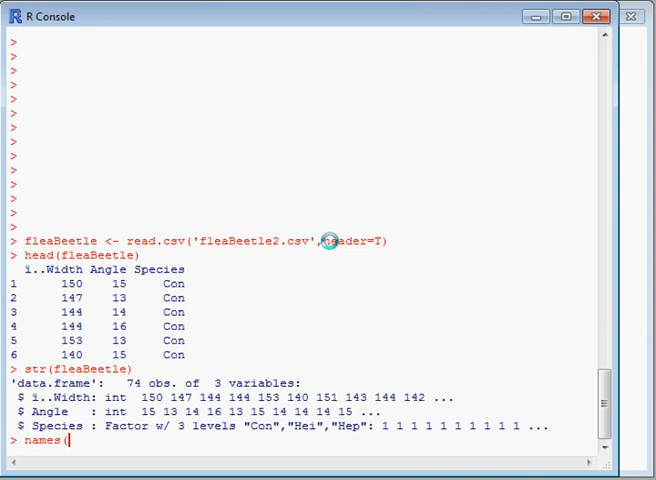 R Console
>
>
>
>
>
>
>
>
>
>
>
>
>
>
> fleaBeetle <- read.csv('fleaBeetle2.csv',header=T)
> head(fleaBeetle)
ï..Width Angle Species
1 150 15 Con
2 147 13 Con
3 144 14 Con
4 144 16 Con
5 153 13 Con
6 140 15 Con
> str(fleaBeetle)
'data.frame': 74 obs. of 3 variables:
$ ï..Width: int 150 147 144 144 153 140 151 143 144 142 ...
$ Angle : int 15 13 14 16 13 15 14 14 14 15 ...
$ Species : Factor w/ 3 levels "Con","Hei","Hep": 1 1 1 1 1 1 1 1 1 1 ...
> names(